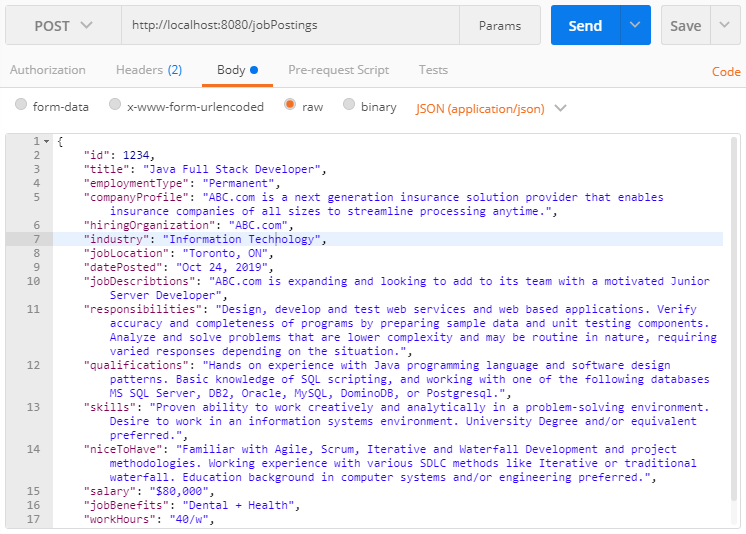 POST http://localhost:8080/jobPostings Params Send Save
Authorization Headers (2) Body Pre-request Script Tests Code
form-data x-www-form-urlencoded raw binary JSON (application/json)
1 {
2 "id": 1234,
3 "title": "Java Full Stack Developer",
4 "employmentType": "Permanent",
5 "companyProfile": "ABC.com is a next generation insurance solution provider that enables
insurance companies of all sizes to streamline processing anytime.",
6 "hiringOrganization": "ABC.com",
7 "industry": "Information Technology",
8 "jobLocation": "Toronto, ON",
9 "datePosted": "Oct 24, 2019",
10 "jobDescribtions": "ABC.com is expanding and looking to add to its team with a motivated Junior
Server Developer",
11 "responsibilities": "Design, develop and test web services and web based applications. Verify
accuracy and completeness of programs by preparing sample data and unit testing components.
Analyze and solve problems that are lower complexity and may be routine in nature, requiring
varied responses depending on the situation.",
12 "qualifications": "Hands on experience with Java programming language and software design
patterns. Basic knowledge of SQL scripting, and working with one of the following databases
MS SQL Server, DB2, Oracle, MySQL, DominoDB, or Postgresql.",
13 "skills": "Proven ability to work creatively and analytically in a problem-solving environment.
Desire to work in an information systems environment. University Degree and/or equivalent
preferred.",
14 "niceToHave": "Familiar with Agile, Scrum, Iterative and Waterfall Development and project
methodologies. Working experience with various SDLC methods like Iterative or traditional
waterfall. Education background in computer systems and/or engineering preferred.",
15 "salary": "$80,000",
16 "jobBenefits": "Dental + Health",
17 "workHours": "40/w",